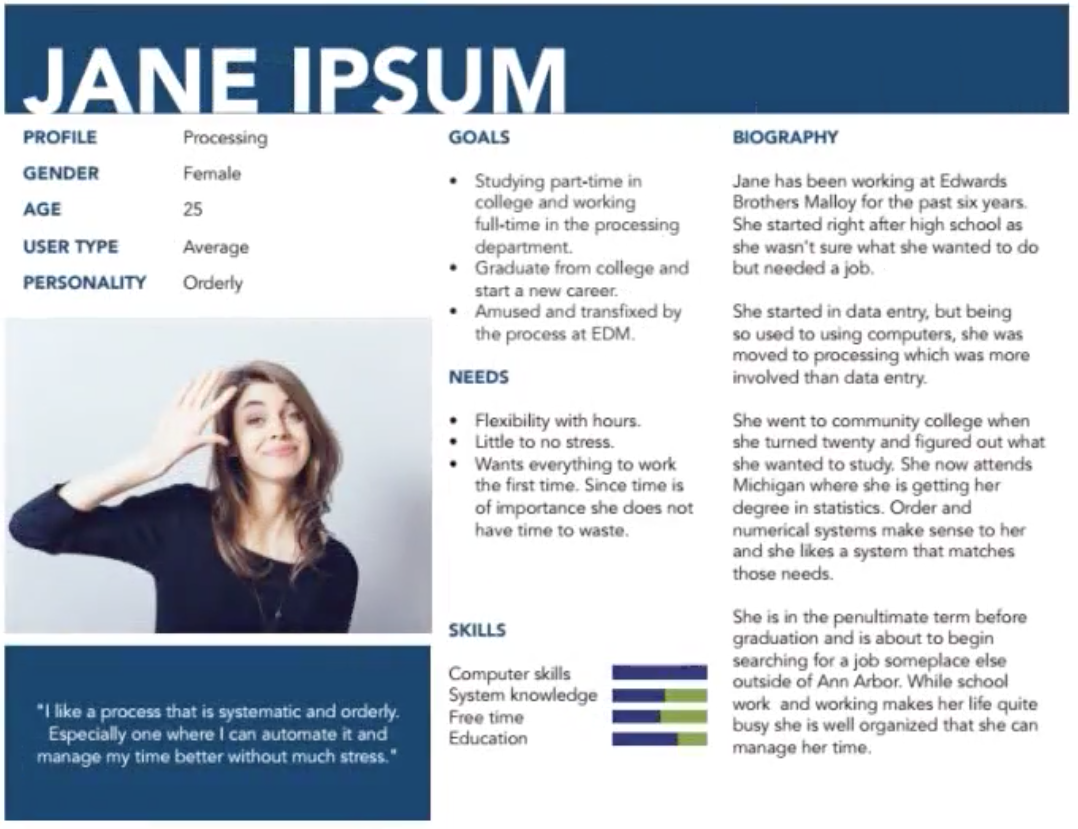 JANE IPSUM
PROFILE Processing
GENDER Female
AGE 25
USER TYPE Average
PERSONALITY Orderly
"I like a process that is systematic and orderly.
Especially one where I can automate it and
manage my time better without much stress."
GOALS
• Studying part-time in
college and working
full-time in the processing
department.
• Graduate from college and
start a new career.
• Amused and transfixed by
the process at EDM.
NEEDS
• Flexibility with hours.
• Little to no stress.
• Wants everything to work
the first time. Since time is
of importance she does not
have time to waste.
SKILLS
Computer skills
System knowledge
Free time
Education
BIOGRAPHY
Jane has been working at Edwards
Brothers Malloy for the past six years.
She started right after high school as
she wasn't sure what she wanted to do
but needed a job.
She started in data entry, but being
so used to using computers, she was
moved to processing which was more
involved than data entry.
She went to community college when
she turned twenty and figured out what
she wanted to study. She now attends
Michigan where she is getting her
degree in statistics. Order and
numerical systems make sense to her
and she likes a system that matches
those needs.
She is in the penultimate term before
graduation and is about to begin
searching for a job someplace else
outside of Ann Arbor. While school
work and working makes her life quite
busy she is well organized that she can
manage her time.